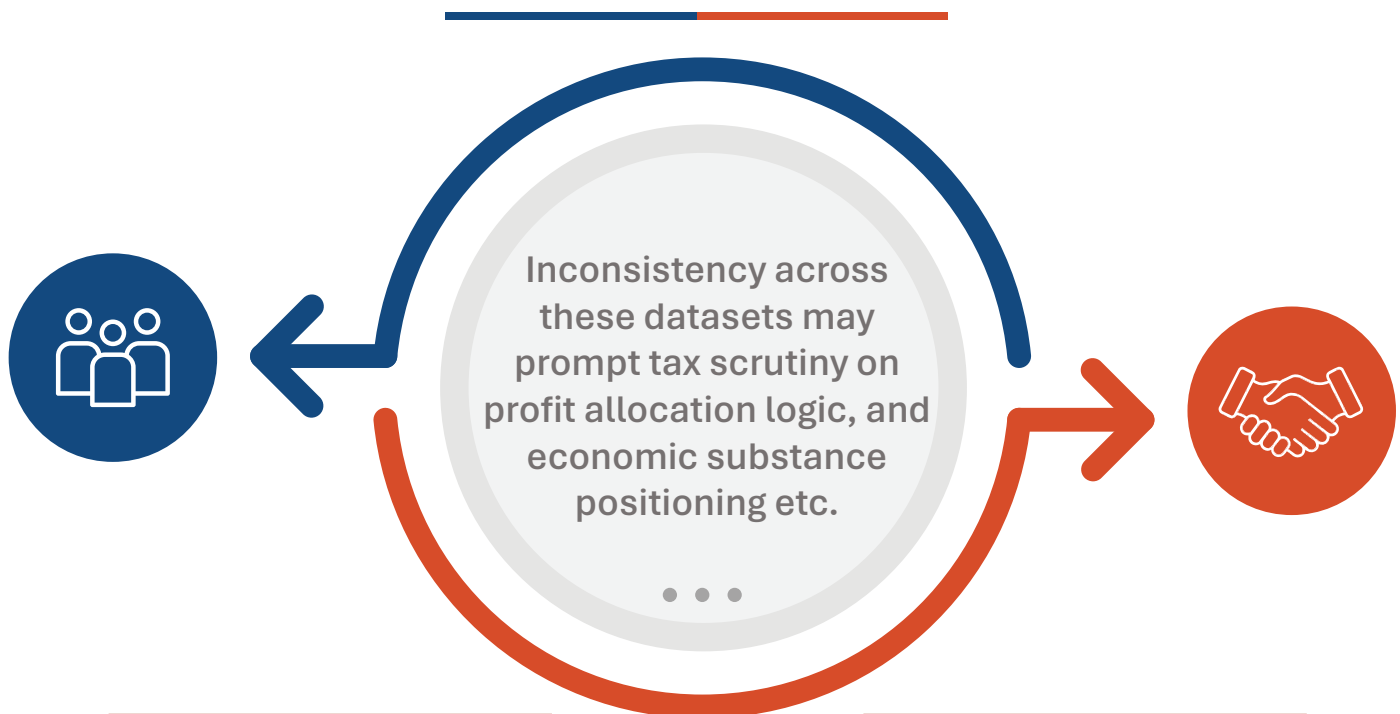 Inconsistency across
these datasets may
prompt tax scrutiny on
profit allocation logic, and
economic substance
positioning etc.